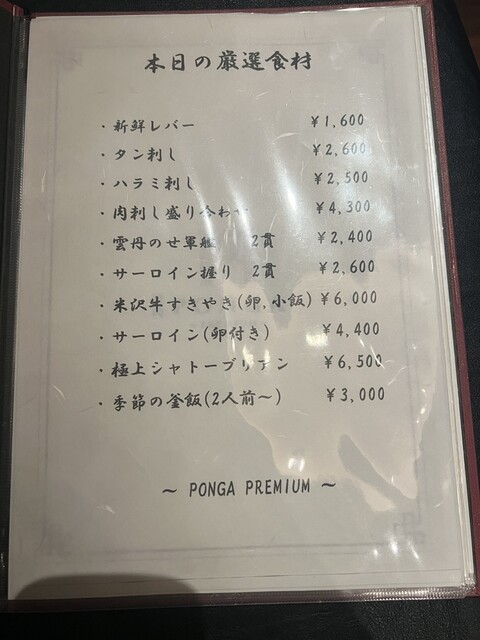 本日の厳選食材
・新鮮レバー ¥1,600
・タン刺し ¥2,600
・ハラミ刺し ¥2,500
・肉刺し盛り合わせ ¥4,300
・雲丹のせ軍艦 2貫 ¥2,400
・サーロイン握り 2貫 ¥2,600
・米沢牛すきやき(卵,小飯) ¥6,000
・サーロイン(卵付き) ¥4,400
・極上シャトーブリアン ¥6,500
・季節の釜飯(2人前～) ¥3,000
～ PONGA PREMIUM ～